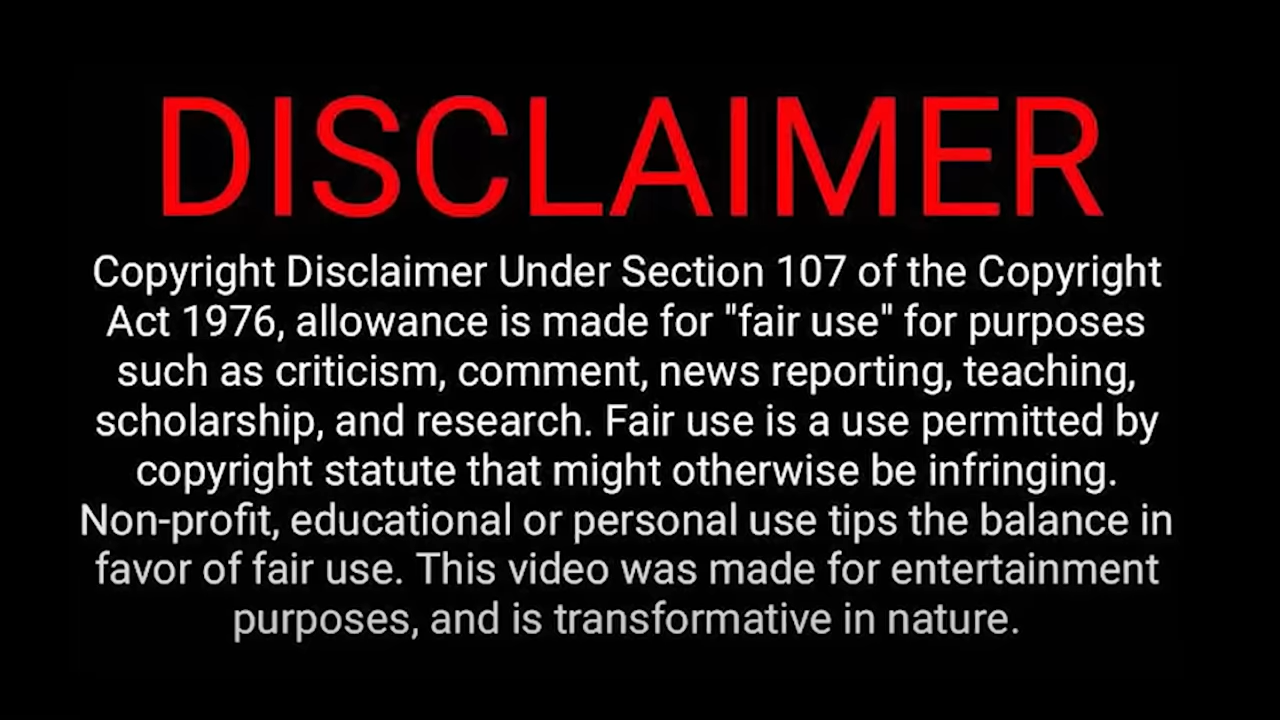 DISCLAIMER
Copyright Disclaimer Under Section 107 of the Copyright
Act 1976, allowance is made for "fair use" for purposes
such as criticism, comment, news reporting, teaching,
scholarship, and research. Fair use is a use permitted by
copyright statute that might otherwise be infringing.
Non-profit, educational or personal use tips the balance in
favor of fair use. This video was made for entertainment
purposes, and is transformative in nature.